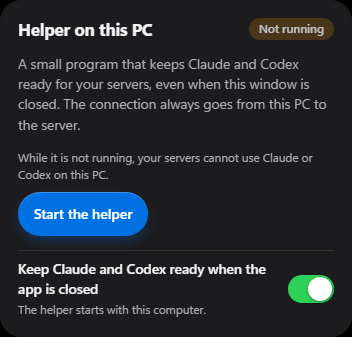 Helper on this PC
Not running
A small program that keeps Claude and Codex
ready for your servers, even when this window is
closed. The connection always goes from this PC to
the server.
While it is not running, your servers cannot use Claude or
Codex on this PC.
Start the helper
Keep Claude and Codex ready when the
app is closed
The helper starts with this computer.